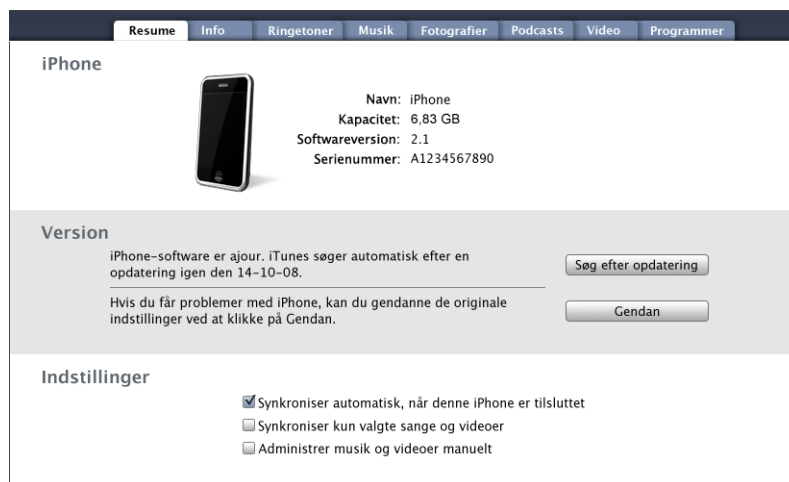 Resume Info Ringetoner Musik Fotografier Podcasts Video Programmer
iPhone
Navn: iPhone
Kapacitet: 6,83 GB
Softwareversion: 2.1
Serienummer: A1234567890
Version
iPhone-software er ajour. iTunes søger automatisk efter en
opdatering igen den 14-10-08.
Søg efter opdatering
Hvis du får problemer med iPhone, kan du gendanne de originale
indstillinger ved at klikke på Gendan.
Gendan
Indstillinger
Synkroniser automatisk, når denne iPhone er tilsluttet
Synkroniser kun valgte sange og videoer
Administrer musik og videoer manuelt